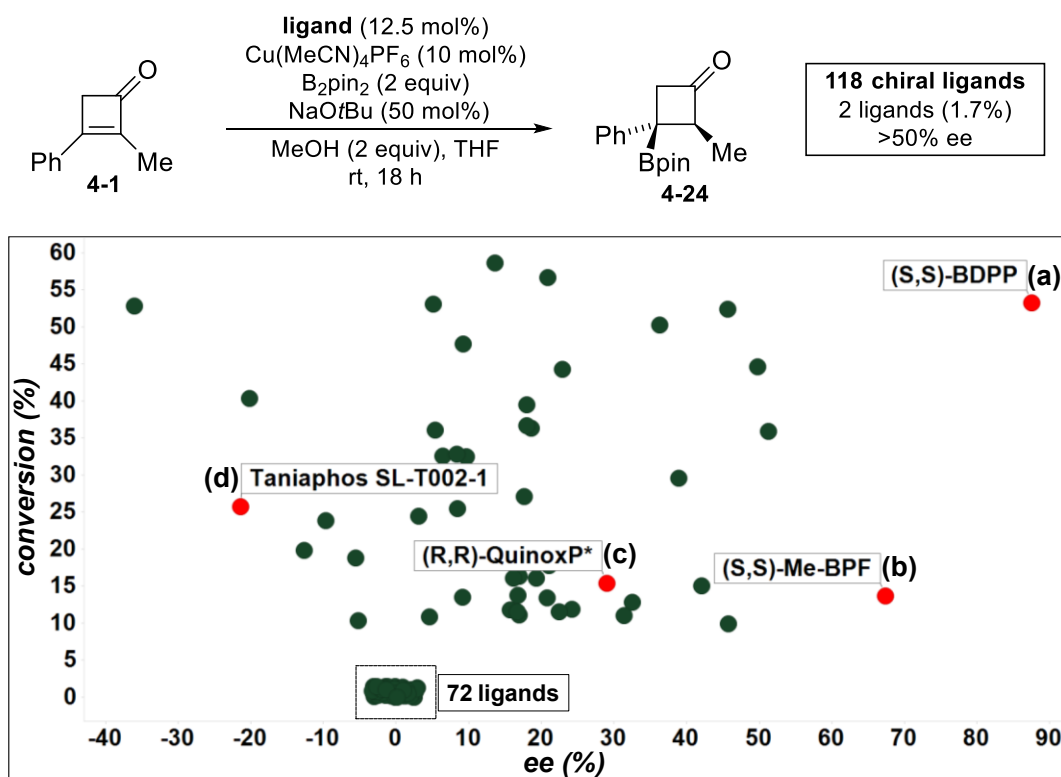 ligand (12.5 mol%)
Cu(MeCN)4PF6 (10 mol%)
B2pin2 (2 equiv)
NaOtBu (50 mol%)
MeOH (2 equiv), THF
rt, 18 h
O
Ph
Me
4-1
O
Ph
Bpin
Me
4-24
118 chiral ligands
2 ligands (1.7%)
>50% ee
conversion (%)
60
55
50
45
40
35
30
25
20
15
10
5
0
(S,S)-BDPP (a)
(d) Taniaphos SL-T002-1
(R,R)-QuinoxP* (c)
(S,S)-Me-BPF (b)
72 ligands
-40 -30 -20 -10 0 10 20 30 40 50 60 70 80 90
ee (%)